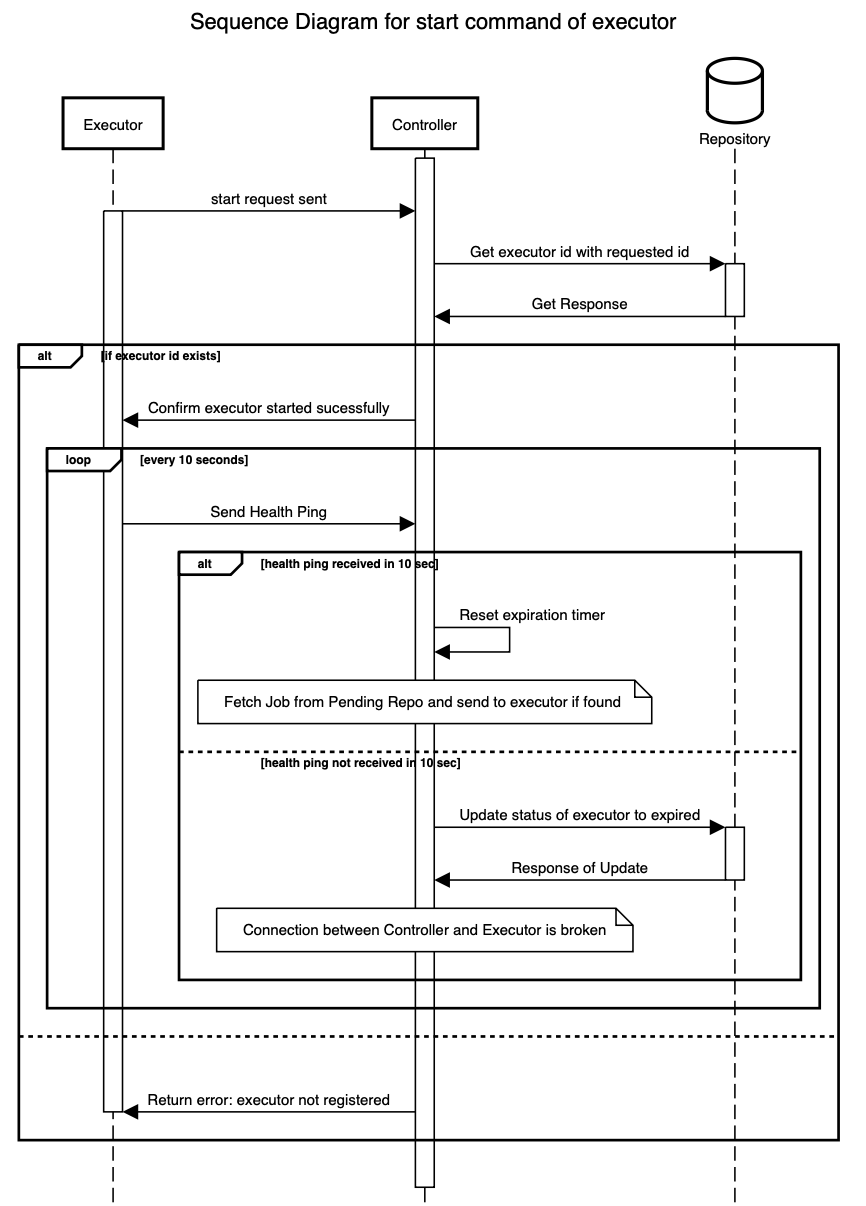 Sequence Diagram for start command of executor
Executor
Controller
Repository
start request sent
Get executor id with requested id
Get Response
alt
[if executor id exists]
Confirm executor started sucessfully
loop
[every 10 seconds]
Send Health Ping
alt
[health ping received in 10 sec]
Reset expiration timer
Fetch Job from Pending Repo and send to executor if found
[health ping not received in 10 sec]
Update status of executor to expired
Response of Update
Connection between Controller and Executor is broken
Return error: executor not registered